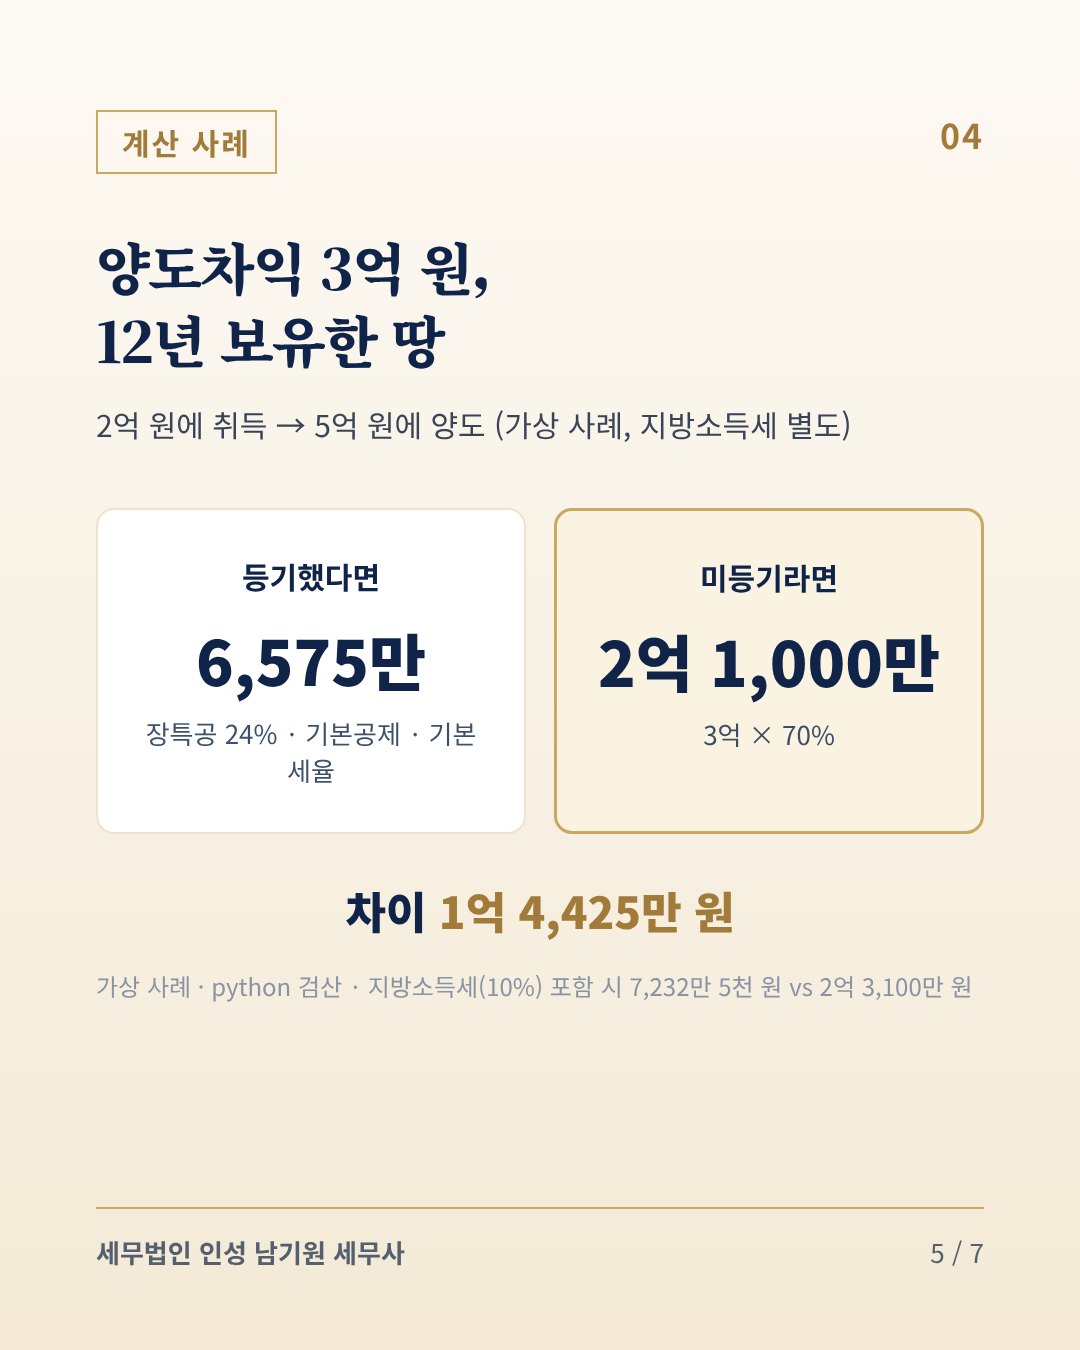 계산 사례
04
양도차익 3억 원,
12년 보유한 땅
2억 원에 취득 → 5억 원에 양도 (가상 사례, 지방소득세 별도)
등기했다면
6,575만
장특공 24% · 기본공제 · 기본
세율
미등기라면
2억 1,000만
3억 × 70%
차이 1억 4,425만 원
가상 사례 · python 검산 · 지방소득세(10%) 포함 시 7,232만 5천 원 vs 2억 3,100만 원
세무법인 인성 남기원 세무사
5 / 7